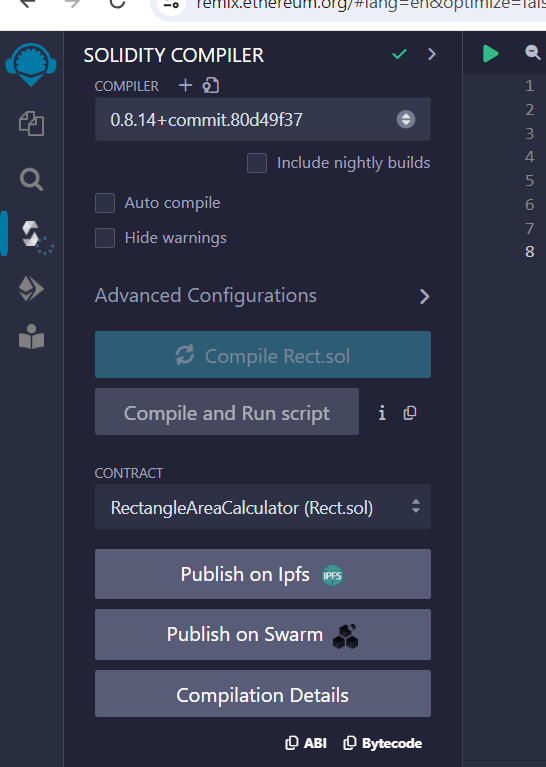 remix.ethereum.org/#lang=en&optimize=fals
SOLIDITY COMPILER
COMPILER
0.8.14+commit.80d49f37
Include nightly builds
Auto compile
Hide warnings
Advanced Configurations
Compile Rect.sol
Compile and Run script
CONTRACT
RectangleAreaCalculator (Rect.sol)
Publish on Ipfs IPFS
Publish on Swarm
Compilation Details
ABI Bytecode
1
2
3
4
5
6
7
8